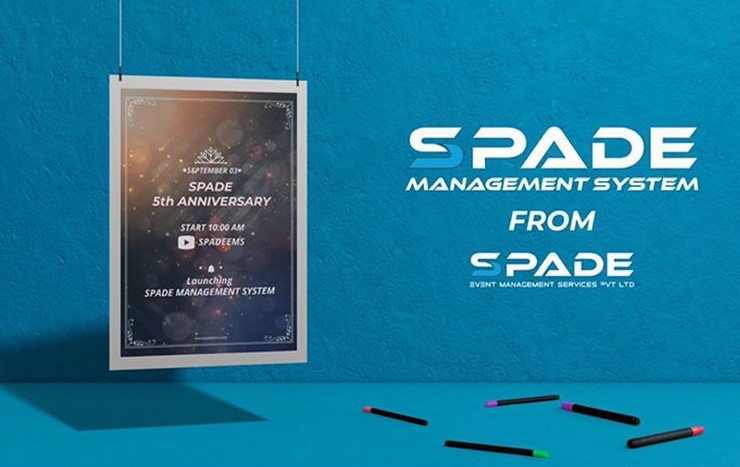 SEPTEMBER 03
SPADE
5th ANNIVERSARY
START 10:00 AM
SPADEEMS
Launching
SPADE MANAGEMENT SYSTEM
SPADE
MANAGEMENT SYSTEM
FROM
SPADE
EVENT MANAGEMENT SERVICES PVT LTD